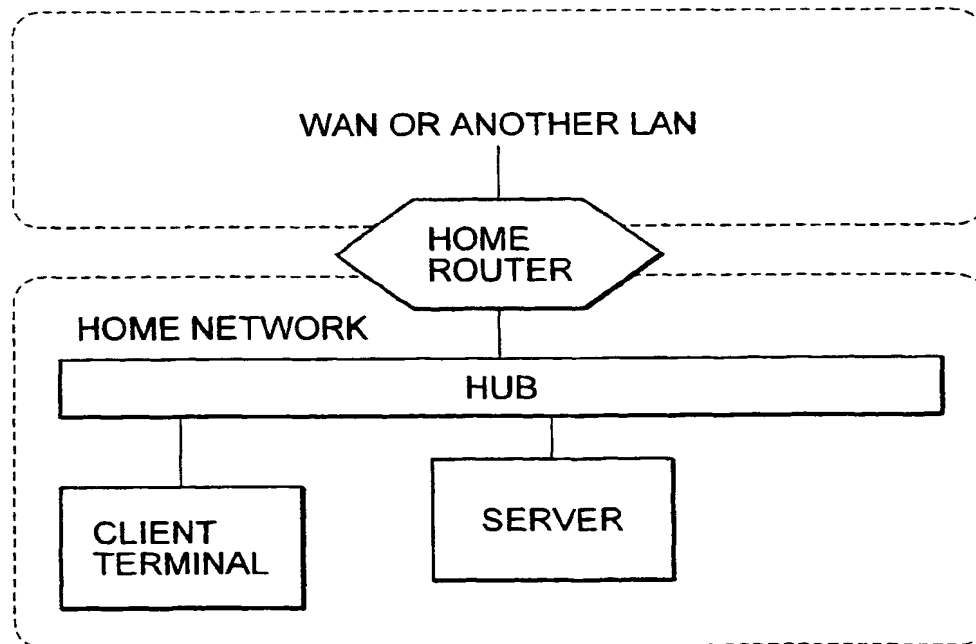 WAN OR ANOTHER LAN
HOME
ROUTER
HOME NETWORK
HUB
CLIENT
TERMINAL
SERVER